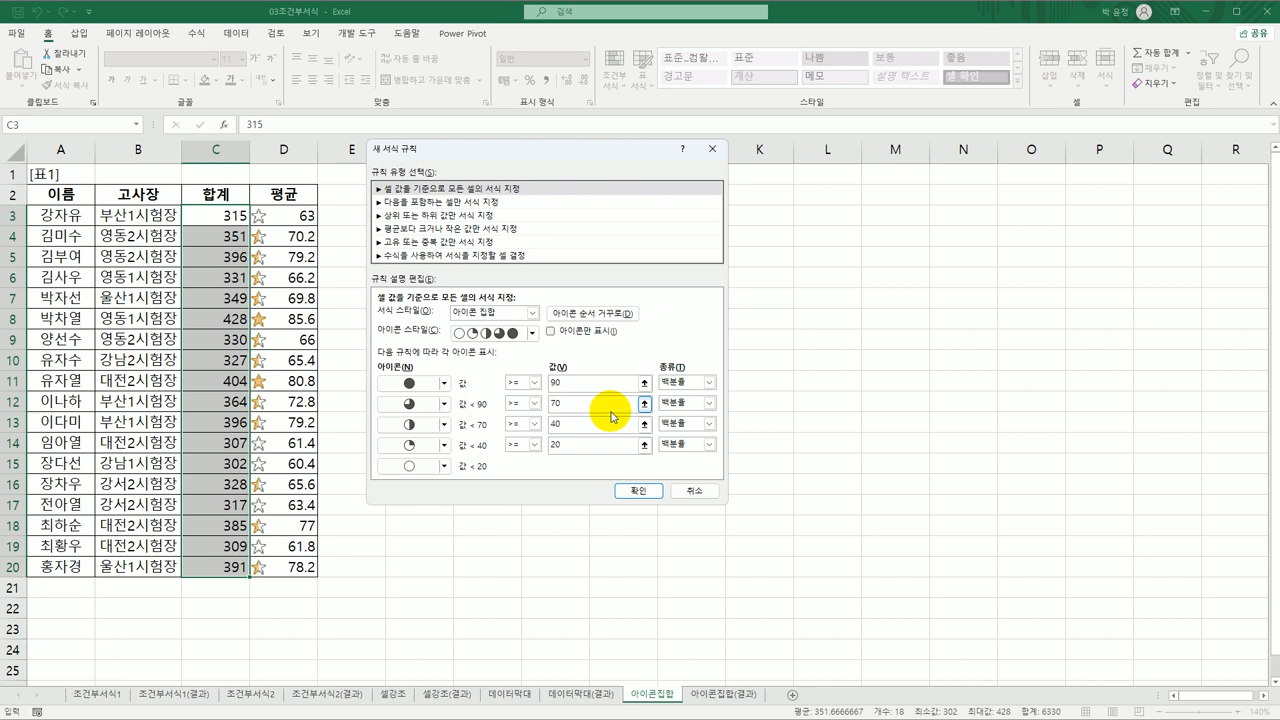 03조건부서식 - Excel
검색
박 윤정
파일 홈 삽입 페이지 레이아웃 수식 데이터 검토 보기 개발 도구 도움말 Power Pivot
공유
붙여넣기
잘라내기
복사
서식 복사
클립보드
11
가 가 가
글꼴
자동 줄 바꿈
병합하고 가운데 맞춤
맞춤
일반
표시 형식
조건부 서식
표 서식
표준_컴활... 표준 나쁨 보통 좋음
경고문 계산 메모 설명 텍스트 셀 확인
스타일
삽입 삭제 서식
셀
자동 합계
채우기
지우기
정렬 및 필터
찾기 및 선택
편집
C3
fx
315
A B C D E K L M N O P Q R
1 [표1]
2 이름 고사장 합계 평균
3 강자유 부산1시험장 315 63
4 김미수 영동2시험장 351 70.2
5 김부여 영동2시험장 396 79.2
6 김사우 영동1시험장 331 66.2
7 박자선 울산1시험장 349 69.8
8 박차열 영동1시험장 428 85.6
9 양선수 영동2시험장 330 66
10 유자수 강남2시험장 327 65.4
11 유자열 대전2시험장 404 80.8
12 이나하 부산1시험장 364 72.8
13 이다미 부산1시험장 396 79.2
14 임아열 대전2시험장 307 61.4
15 장다선 강남1시험장 302 60.4
16 장차우 강서2시험장 328 65.6
17 전아열 강서2시험장 317 63.4
18 최하순 대전2시험장 385 77
19 최황우 대전2시험장 309 61.8
20 홍자경 울산1시험장 391 78.2
21
22
23
24
25
새 서식 규칙
?
규칙 유형 선택(S):
► 셀 값을 기준으로 모든 셀의 서식 지정
► 다음을 포함하는 셀만 서식 지정
► 상위 또는 하위 값만 서식 지정
► 평균보다 크거나 작은 값만 서식 지정
► 고유 또는 중복 값만 서식 지정
► 수식을 사용하여 서식을 지정할 셀 결정
규칙 설명 편집(E):
셀 값을 기준으로 모든 셀의 서식 지정:
서식 스타일(O): 아이콘 집합 아이콘 순서 거꾸로(D)
아이콘 스타일(C): 아이콘만 표시(I)
다음 규칙에 따라 각 아이콘 표시:
아이콘(N) 값(V) 종류(T)
값 >= 90 백분율
값 < 90 >= 70 백분율
값 < 70 >= 40 백분율
값 < 40 >= 20 백분율
값 < 20
확인 취소
조건부서식1 조건부서식1(결과) 조건부서식2 조건부서식2(결과) 셀강조 셀강조(결과) 데이터막대 데이터막대(결과) 아이콘집합 아이콘집합(결과)
입력
평균: 351.6666667 개수: 18 최소값: 302 최대값: 428 합계: 6330
140%